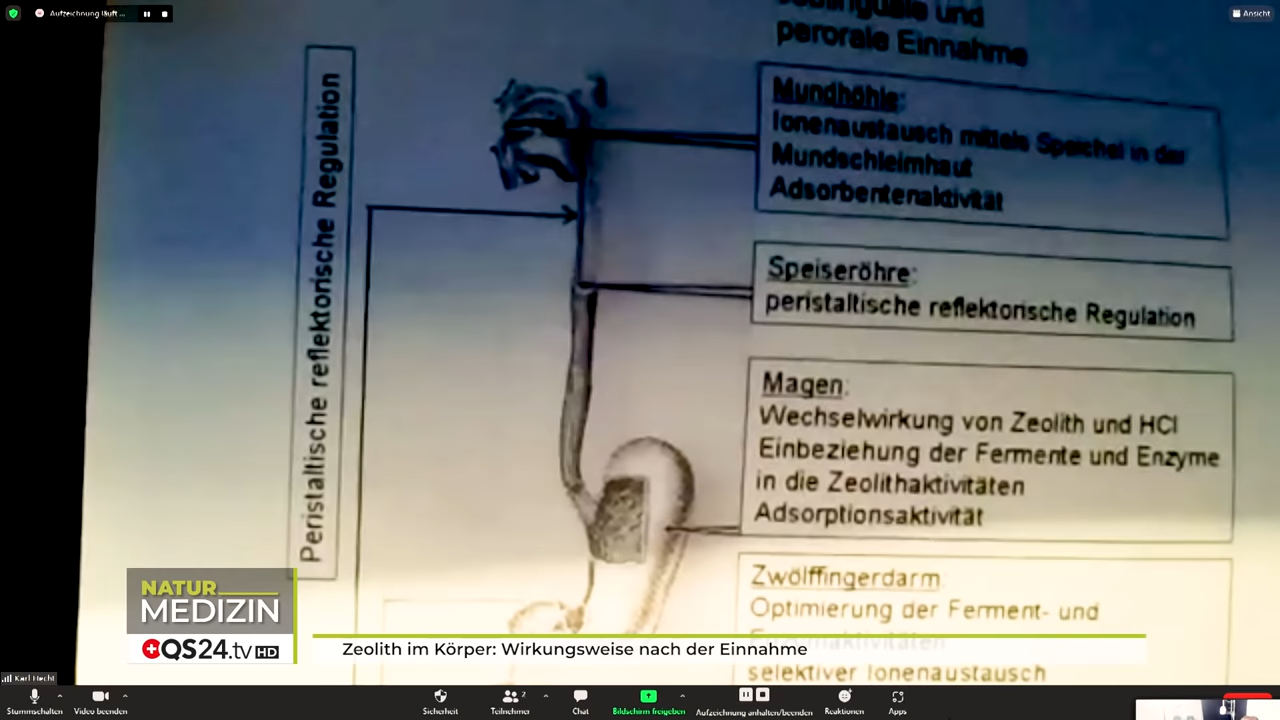 Aufzeichnung läuft ...
Ansicht
und
perorale Einnahme
Peristaltische reflektorische Regulation
Mundhöhle:
Ionenaustausch mittels Speichel in der
Mundschleimhaut
Adsorbentenaktivität
Speiseröhre:
peristaltische reflektorische Regulation
Magen:
Wechselwirkung von Zeolith und HCl
Einbeziehung der Fermente und Enzyme
in die Zeolithaktivitäten
Adsorptionsaktivität
Zwölffingerdarm:
Optimierung der Ferment- und
Enzymaktivitäten
selektiver Ionenaustausch
NATUR
MEDIZIN
QS24.tv HD
Zeolith im Körper: Wirkungsweise nach der Einnahme
Karl Hecht
Stummschalten
Video beenden
Sicherheit
2
Teilnehmer
Chat
Bildschirm freigeben
Aufzeichnung anhalten/beenden
Reaktionen
Apps